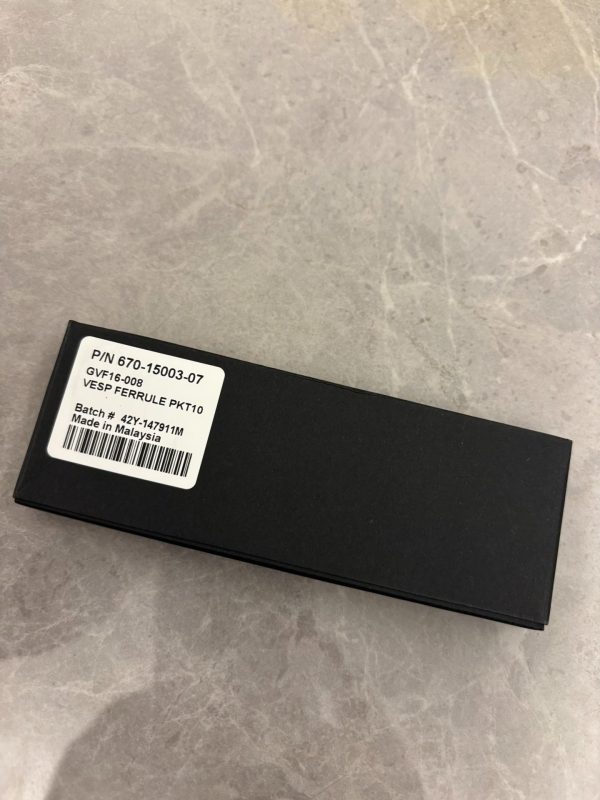 P/N 670-15003-07
GVF16-008
VESP FERRULE PKT10
Batch # 42Y-147911M
Made in Malaysia